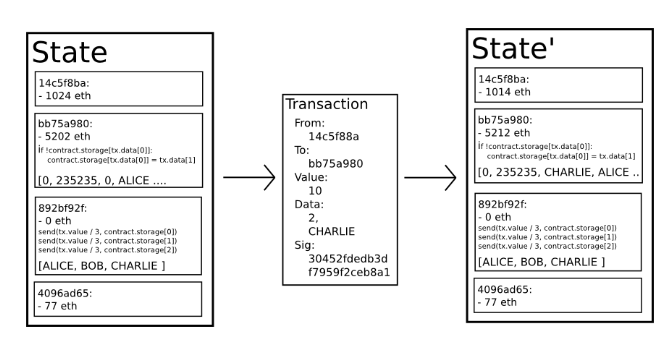 State
14c5f8ba:
- 1024 eth
bb75a980:
- 5202 eth
if !contract.storage[tx.data[0]]:
contract.storage[tx.data[0]] = tx.data[1]
[0, 235235, 0, ALICE ....
892bf92f:
- 0 eth
send(tx.value / 3, contract.storage[0])
send(tx.value / 3, contract.storage[1])
send(tx.value / 3, contract.storage[2])
[ALICE, BOB, CHARLIE ]
4096ad65:
- 77 eth
Transaction
From:
14c5f88a
To:
bb75a980
Value:
10
Data:
2,
CHARLIE
Sig:
30452fdedb3d
f7959f2ceb8a1
State'
14c5f8ba:
- 1014 eth
bb75a980:
- 5212 eth
if !contract.storage[tx.data[0]]:
contract.storage[tx.data[0]] = tx.data[1]
[0, 235235, CHARLIE, ALICE ..
892bf92f:
- 0 eth
send(tx.value / 3, contract.storage[0])
send(tx.value / 3, contract.storage[1])
send(tx.value / 3, contract.storage[2])
[ALICE, BOB, CHARLIE ]
4096ad65:
- 77 eth